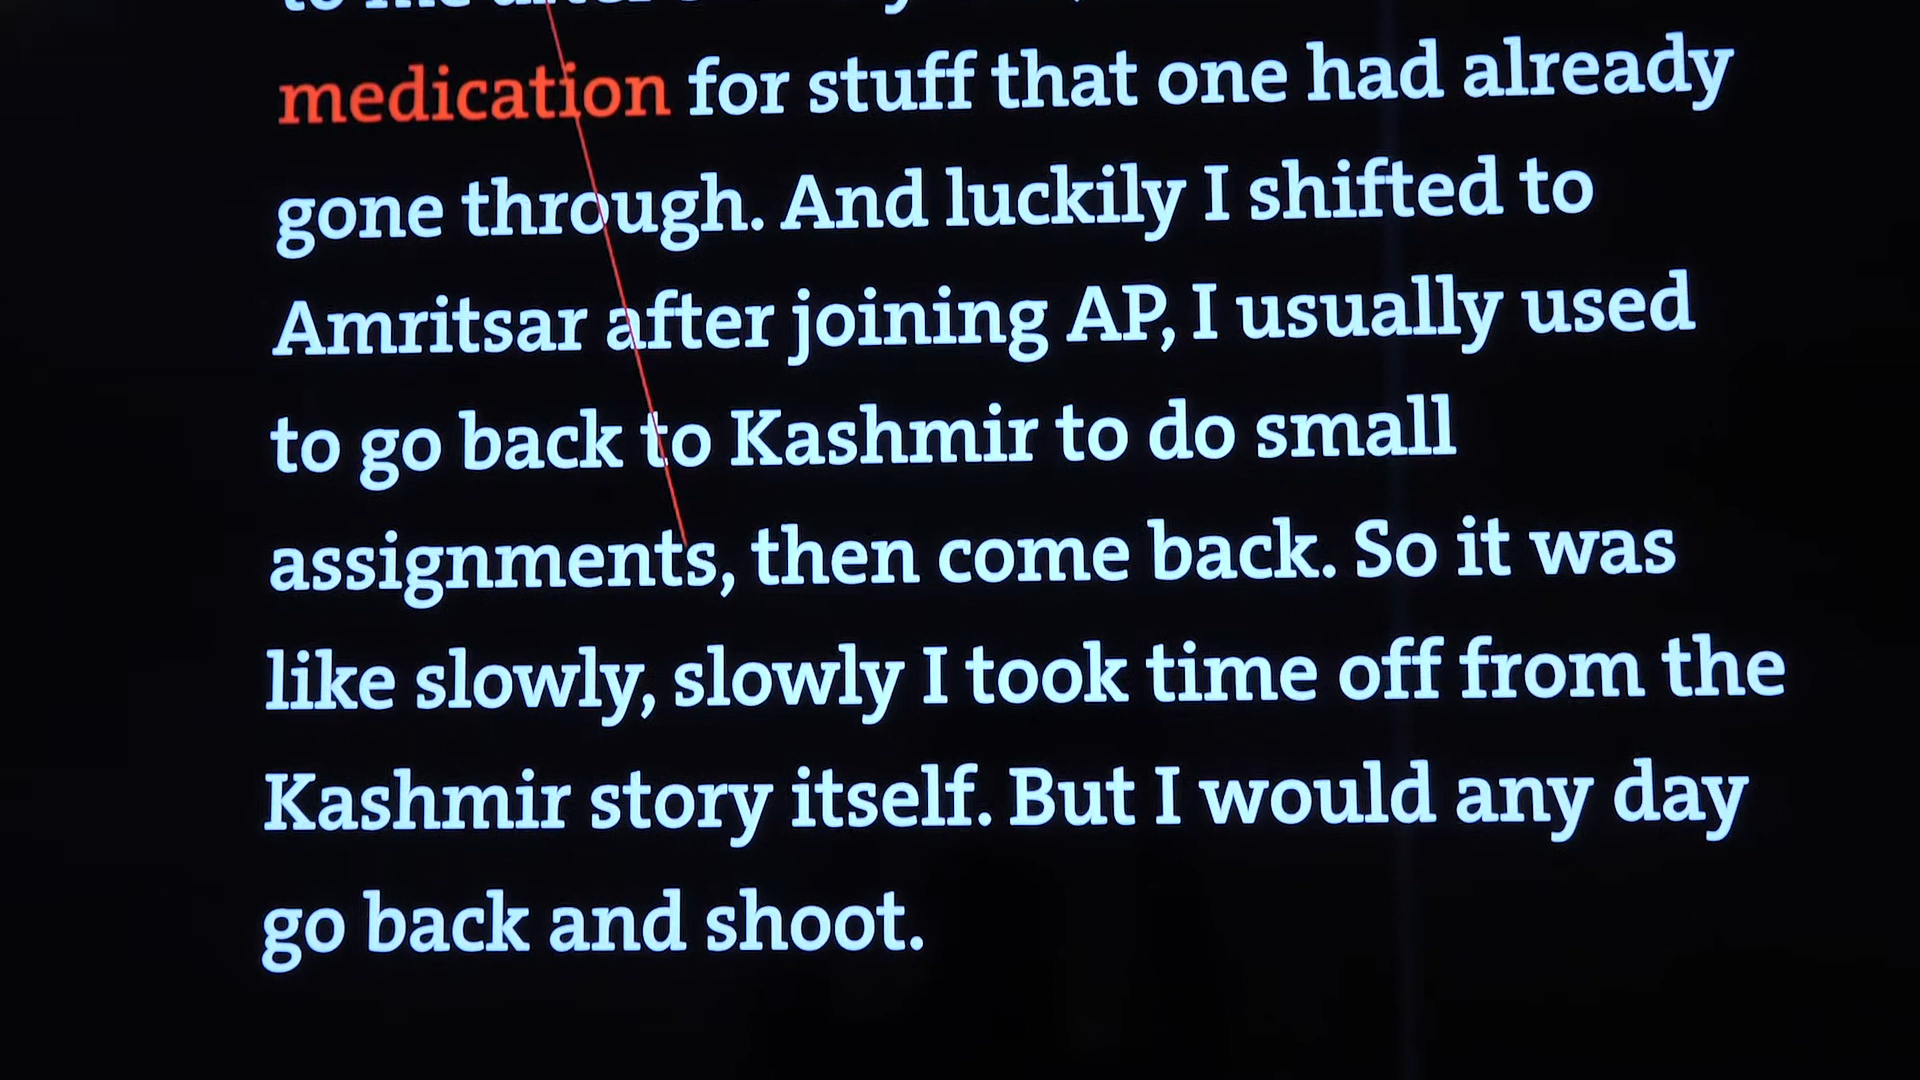 to me
medication for stuff that one had already
gone through. And luckily I shifted to
Amritsar after joining AP, I usually used
to go back to Kashmir to do small
assignments, then come back. So it was
like slowly, slowly I took time off from the
Kashmir story itself. But I would any day
go back and shoot.